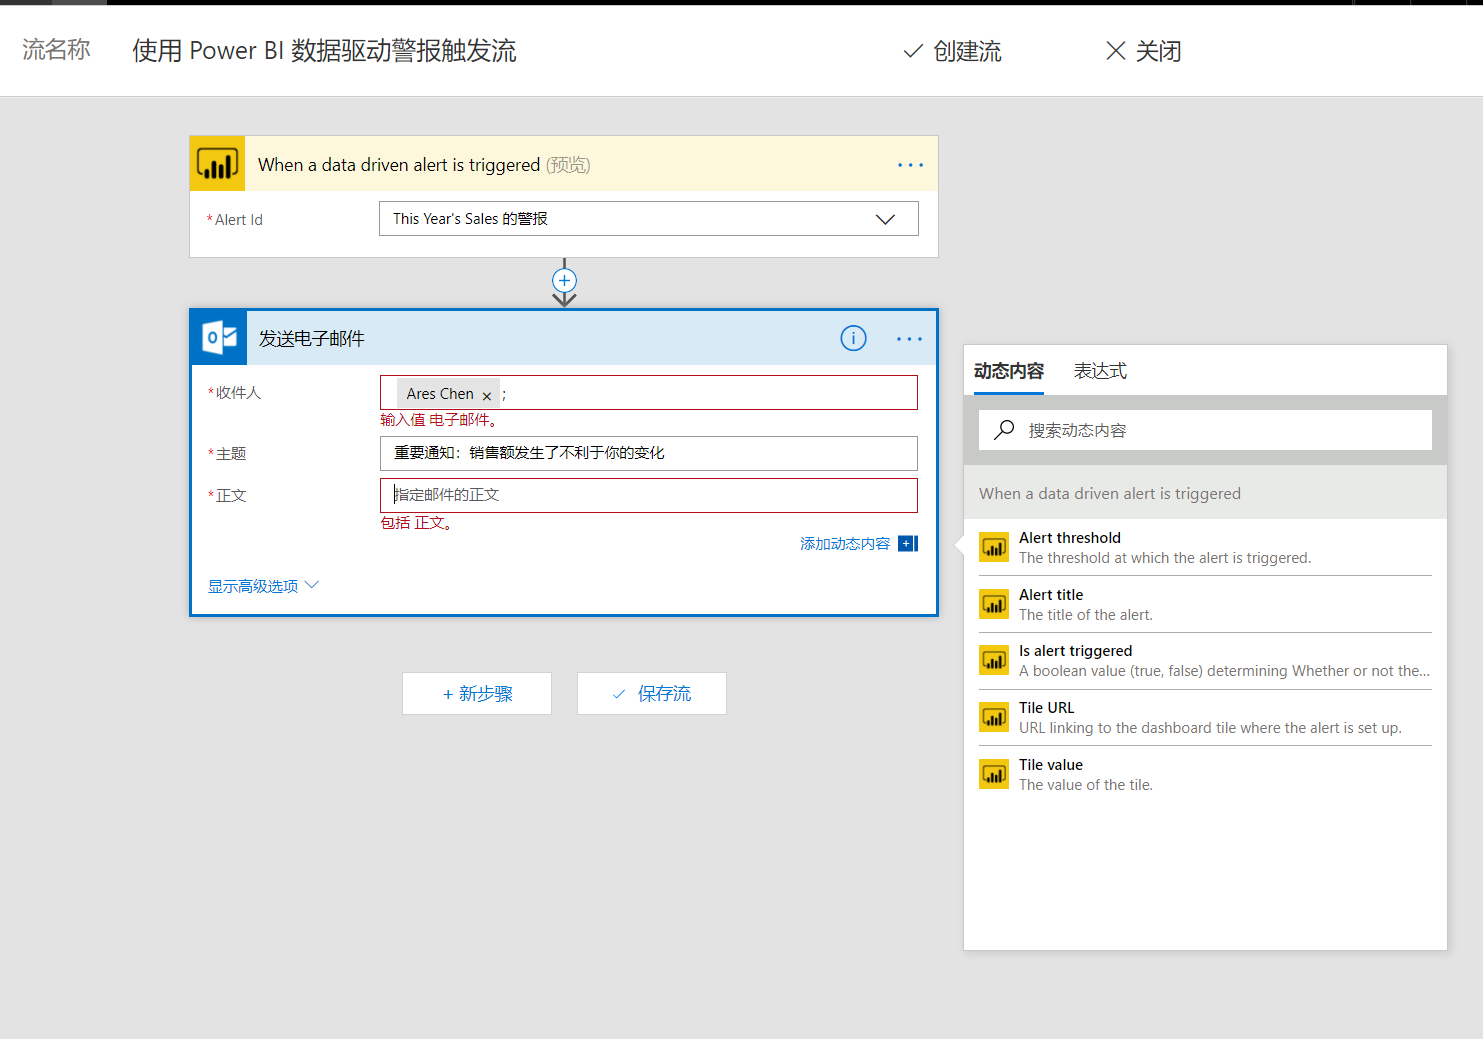 流名称
使用 Power BI 数据驱动警报触发流
创建流
关闭
When a data driven alert is triggered (预览)
*Alert Id
This Year's Sales 的警报
发送电子邮件
*收件人
Ares Chen ×;
输入值 电子邮件。
*主题
重要通知：销售额发生了不利于你的变化
*正文
指定邮件的正文
包括 正文。
添加动态内容
显示高级选项
+ 新步骤
保存流
动态内容
表达式
搜索动态内容
When a data driven alert is triggered
Alert threshold
The threshold at which the alert is triggered.
Alert title
The title of the alert.
Is alert triggered
A boolean value (true, false) determining Whether or not the...
Tile URL
URL linking to the dashboard tile where the alert is set up.
Tile value
The value of the tile.